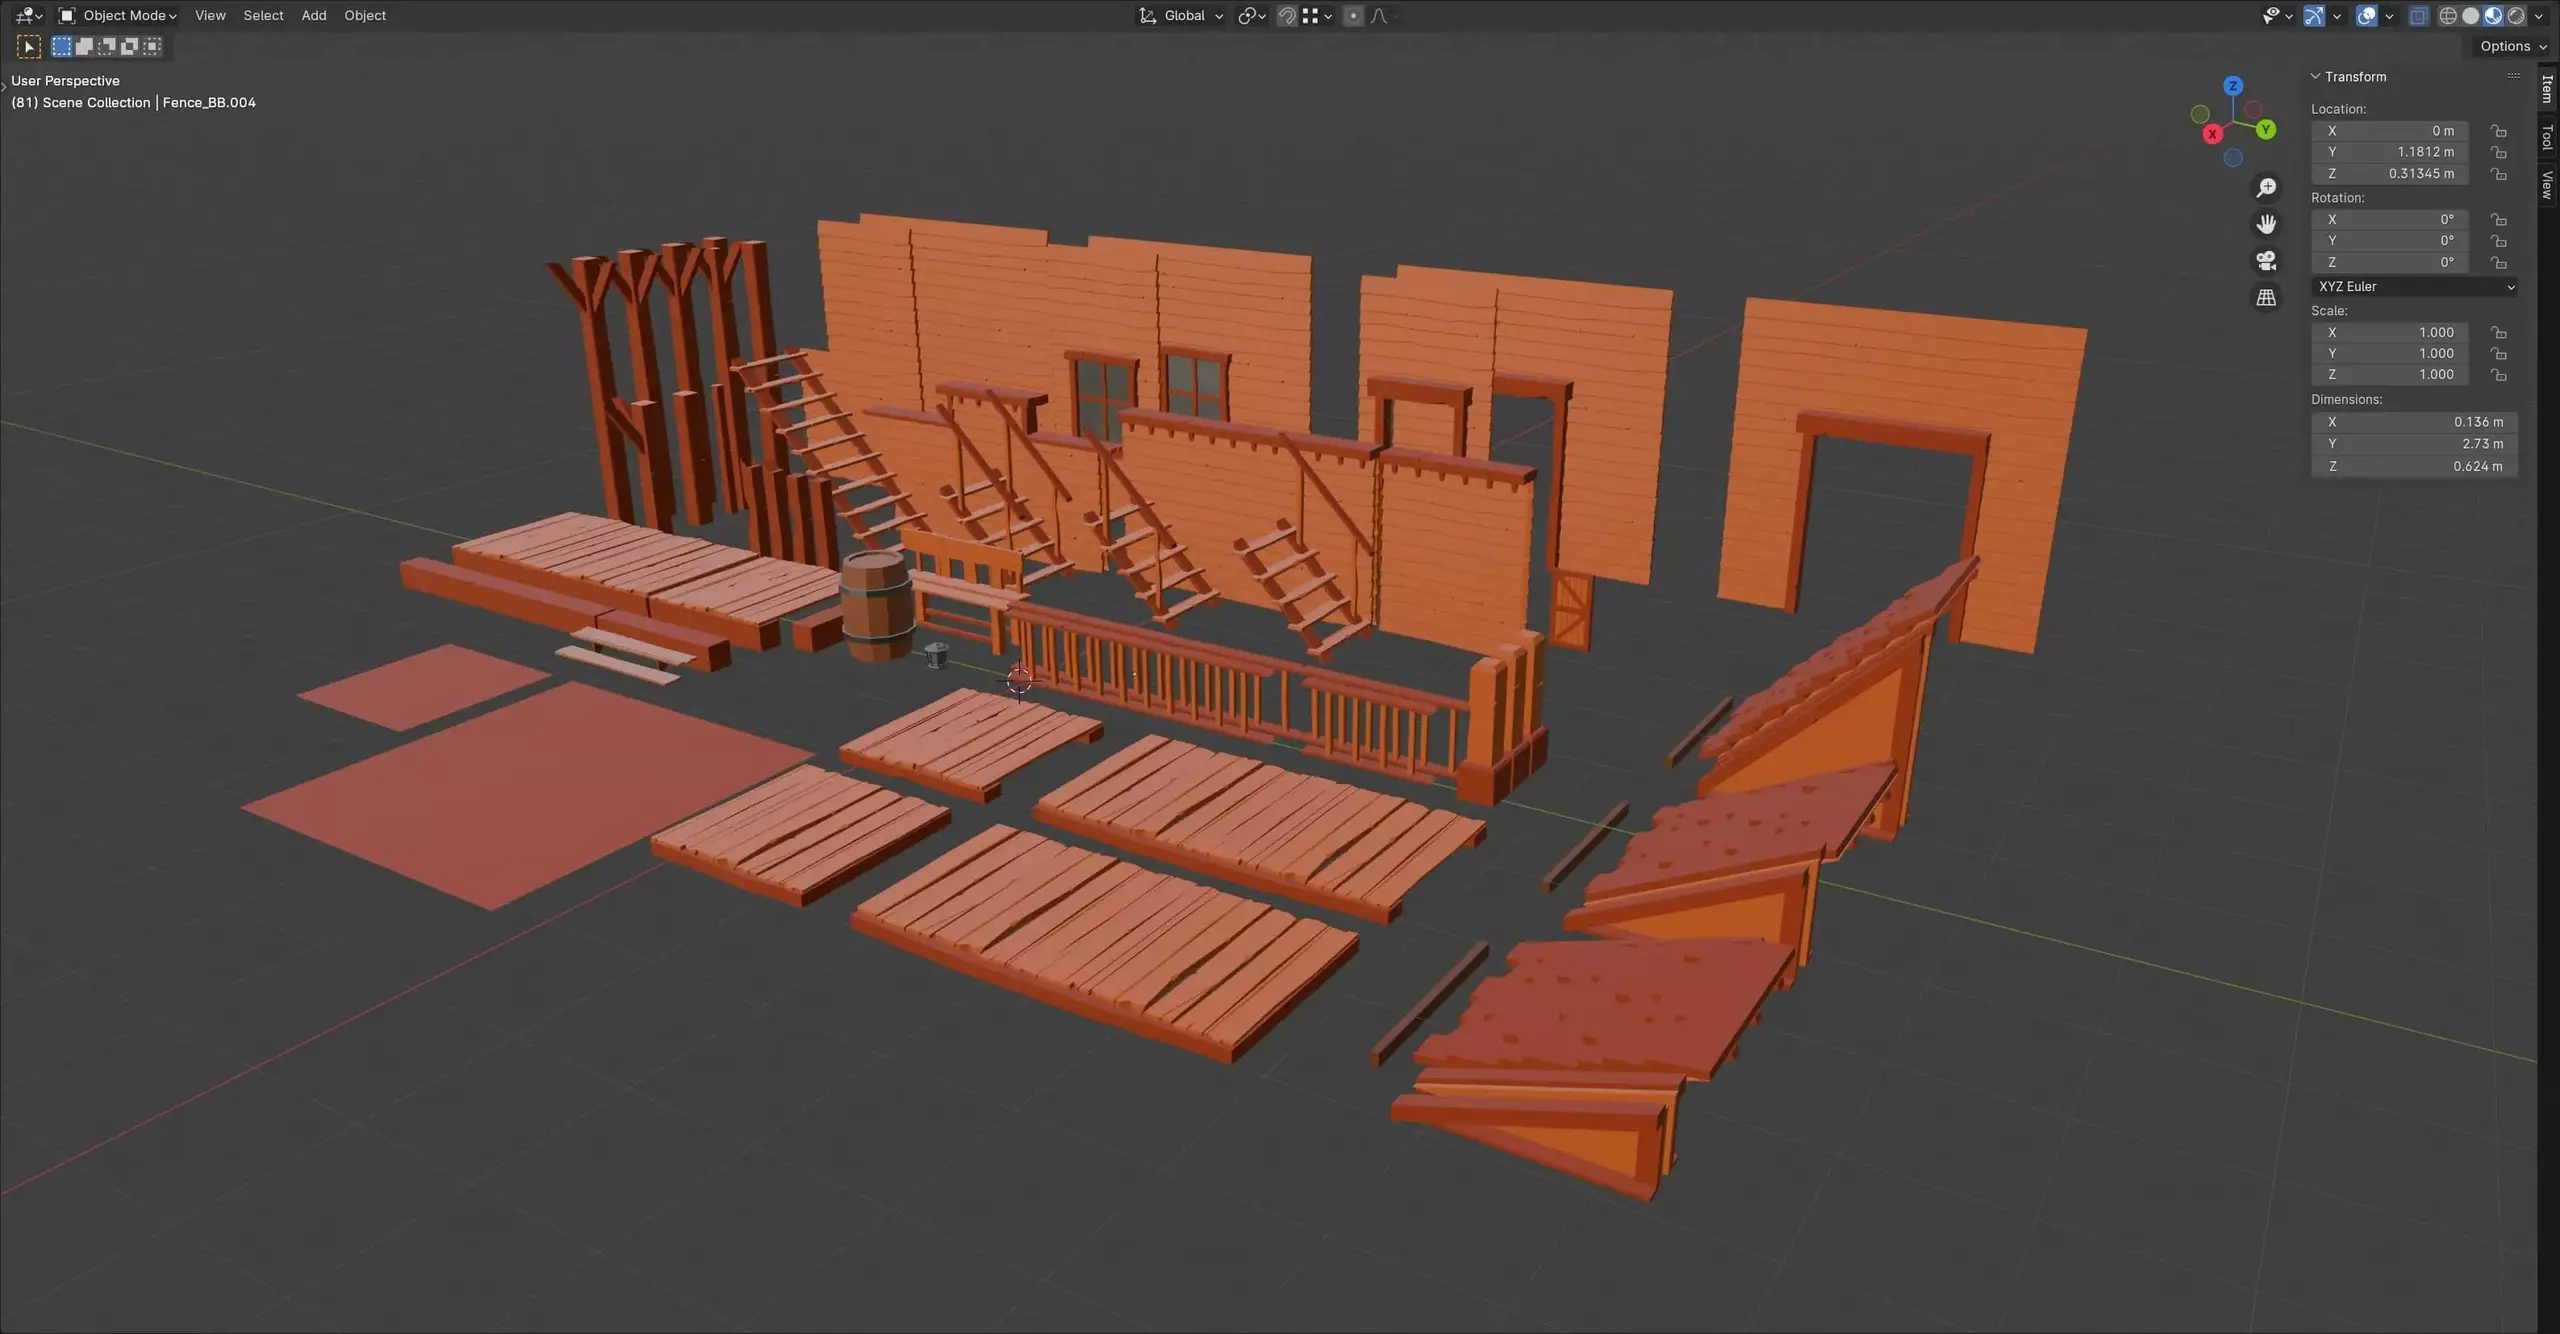 Object Mode View Select Add Object Global
Options
User Perspective
(81) Scene Collection | Fence_BB.004
Z
Y
X
Transform
Location:
X 0 m
Y 1.1812 m
Z 0.31345 m
Rotation:
X 0°
Y 0°
Z 0°
XYZ Euler
Scale:
X 1.000
Y 1.000
Z 1.000
Dimensions:
X 0.136 m
Y 2.73 m
Z 0.624 m
Item
Tool
View